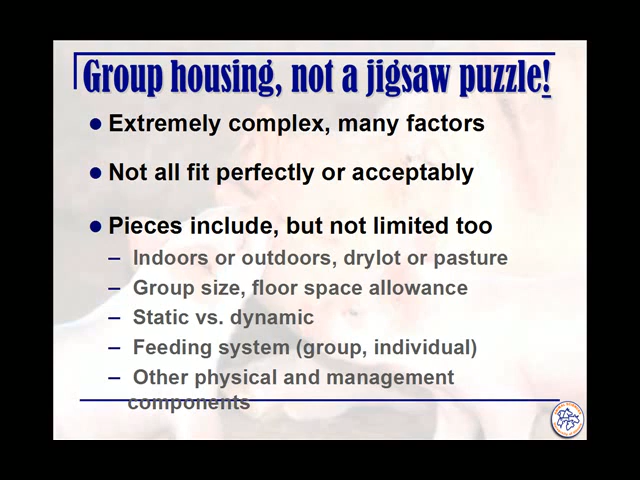 Group housing, not a jigsaw puzzle!
● Extremely complex, many factors
● Not all fit perfectly or acceptably
● Pieces include, but not limited too
– Indoors or outdoors, drylot or pasture
– Group size, floor space allowance
– Static vs. dynamic
– Feeding system (group, individual)
– Other physical and management
components